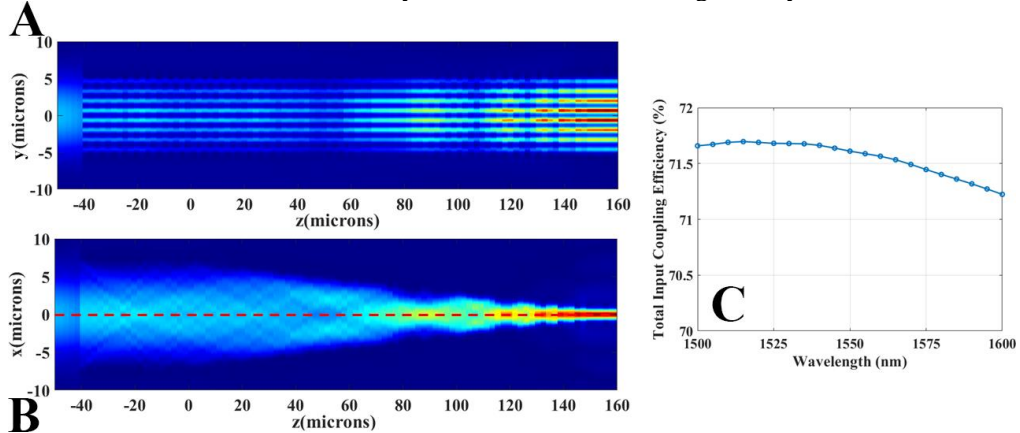 A
10
5
0
-5
-10
y(microns)
-40 -20 0 20 40 60 80 100 120 140 160
z(microns)
10
5
0
-5
-10
x(microns)
-40 -20 0 20 40 60 80 100 120 140 160
z(microns)
B
72
71.5
71
70.5
70
Total Input Coupling Efficiency (%)
C
1500 1525 1550 1575 1600
Wavelength (nm)